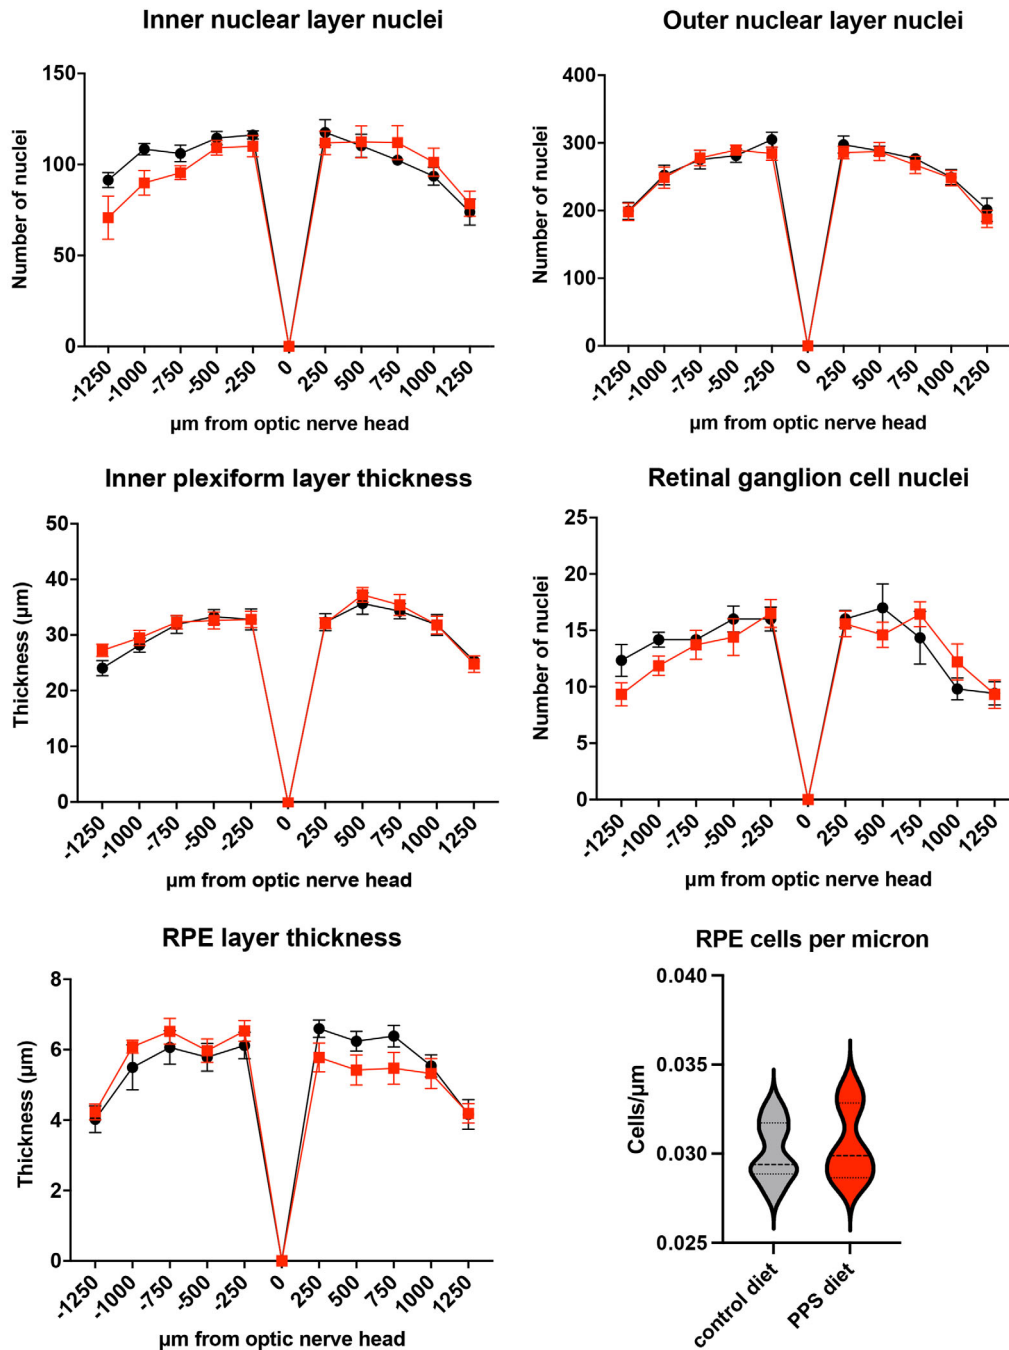 Inner nuclear layer nuclei
Number of nuclei
150
100
50
0
-1250 -1000 -750 -500 -250 0 250 500 750 1000 1250
µm from optic nerve head
Outer nuclear layer nuclei
Number of nuclei
400
300
200
100
0
-1250 -1000 -750 -500 -250 0 250 500 750 1000 1250
µm from optic nerve head
Inner plexiform layer thickness
Thickness (µm)
50
40
30
20
10
0
-1250 -1000 -750 -500 -250 0 250 500 750 1000 1250
µm from optic nerve head
Retinal ganglion cell nuclei
Number of nuclei
25
20
15
10
5
0
-1250 -1000 -750 -500 -250 0 250 500 750 1000 1250
µm from optic nerve head
RPE layer thickness
Thickness (µm)
8
6
4
2
0
-1250 -1000 -750 -500 -250 0 250 500 750 1000 1250
µm from optic nerve head
RPE cells per micron
Cells/µm
0.040
0.035
0.030
0.025
control diet
PPS diet